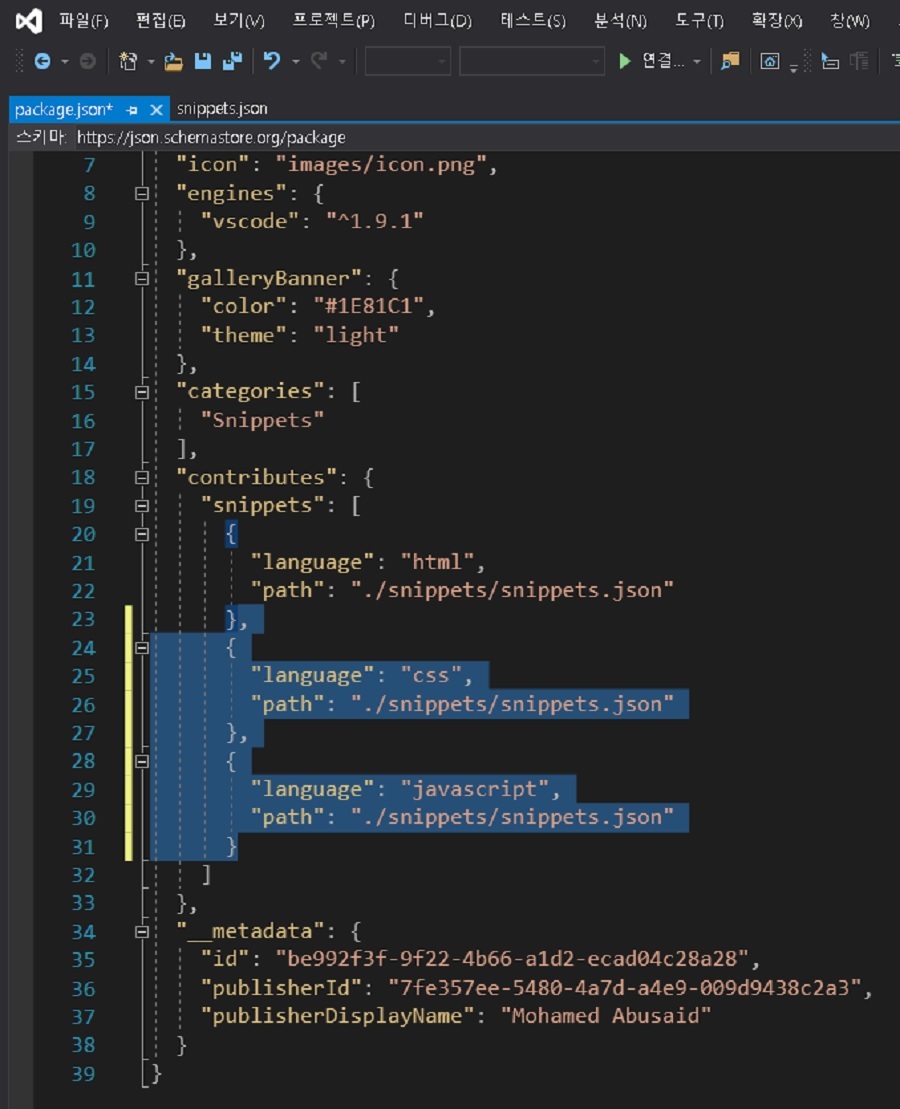 파일(F) 편집(E) 보기(V) 프로젝트(P) 디버그(D) 테스트(S) 분석(N) 도구(T) 확장(X) 창(W)
연결...
package.json* snippets.json
스키마: https://json.schemastore.org/package
7 "icon": "images/icon.png",
8 "engines": {
9 "vscode": "^1.9.1"
10 },
11 "galleryBanner": {
12 "color": "#1E81C1",
13 "theme": "light"
14 },
15 "categories": [
16 "Snippets"
17 ],
18 "contributes": {
19 "snippets": [
20 {
21 "language": "html",
22 "path": "./snippets/snippets.json"
23 },
24 {
25 "language": "css",
26 "path": "./snippets/snippets.json"
27 },
28 {
29 "language": "javascript",
30 "path": "./snippets/snippets.json"
31 }
32 ]
33 },
34 "__metadata": {
35 "id": "be992f3f-9f22-4b66-a1d2-ecad04c28a28",
36 "publisherId": "7fe357ee-5480-4a7d-a4e9-009d9438c2a3",
37 "publisherDisplayName": "Mohamed Abusaid"
38 }
39 }